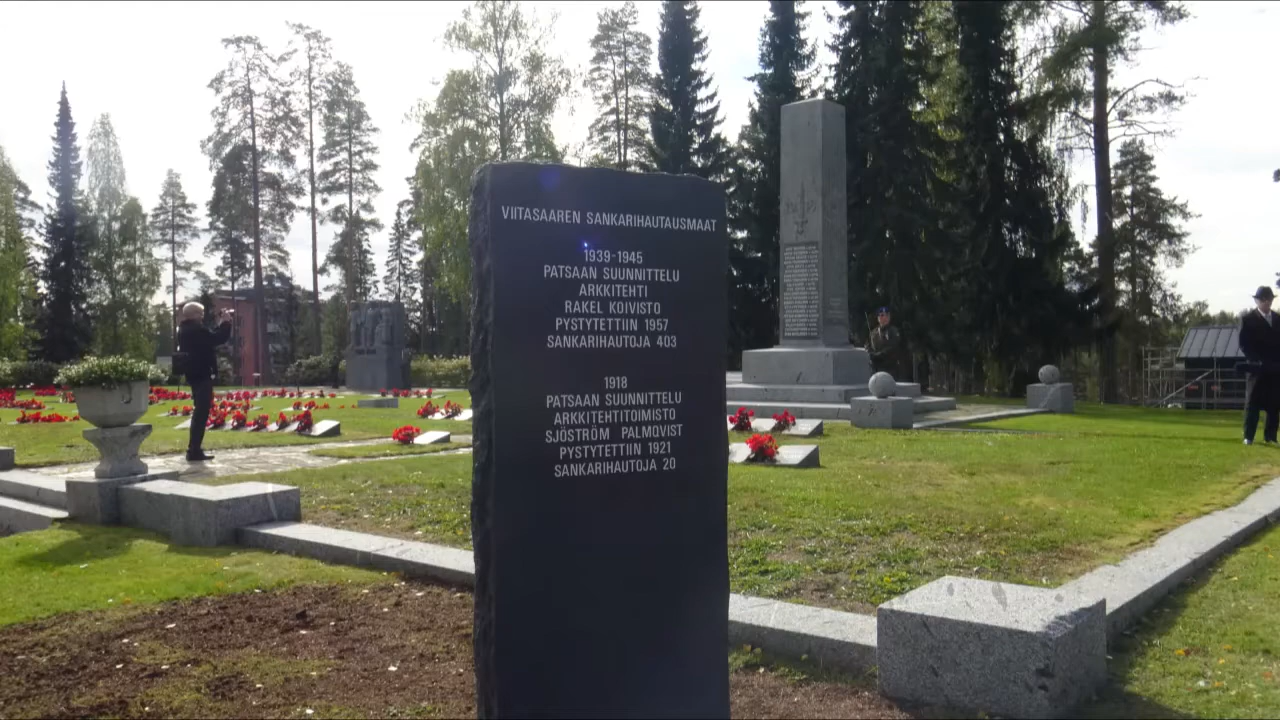 VIITASAAREN SANKARIHAUTAUSMAAT
1939-1945
PATSAAN SUUNNITTELU
ARKKITEHTI
RAKEL KOIVISTO
PYSTYTETTIIN 1957
SANKARIHAUTOJA 403
1918
PATSAAN SUUNNITTELU
ARKKITEHTITOIMISTO
SJÖSTRÖM PALMQVIST
PYSTYTETTIIN 1921
SANKARIHAUTOJA 20